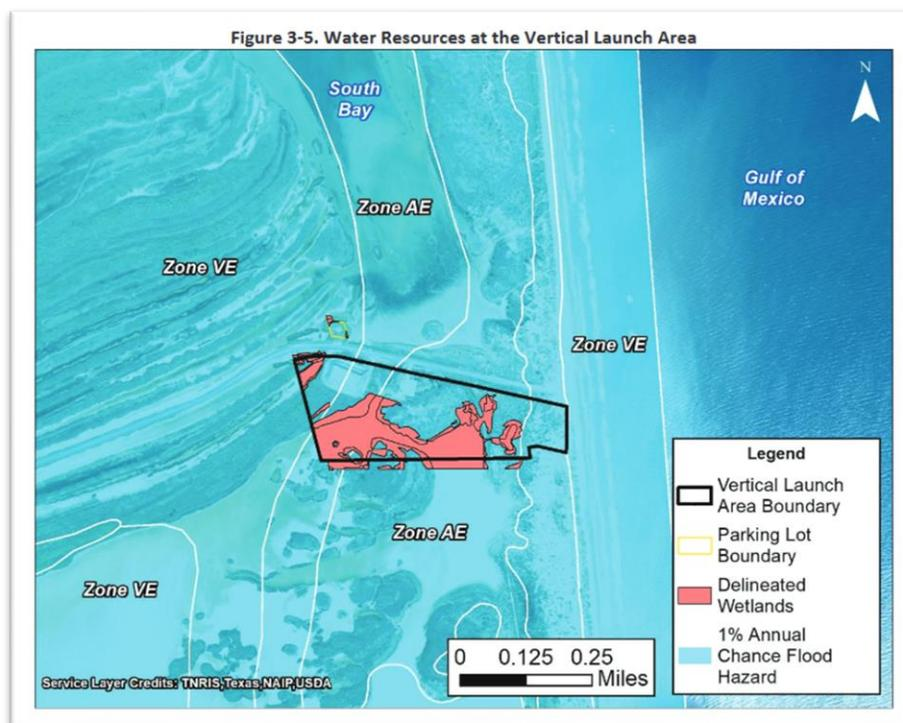 Figure 3-5. Water Resources at the Vertical Launch Area
South
Bay
N
Gulf of
Mexico
Zone AE
Zone VE
Zone VE
Legend
Vertical Launch
Area Boundary
Parking Lot
Boundary
Delineated
Wetlands
1% Annual
Chance Flood
Hazard
Zone AE
Zone VE
0 0.125 0.25
Miles
Service Layer Credits: TNRIS,Texas,NAIP,USDA